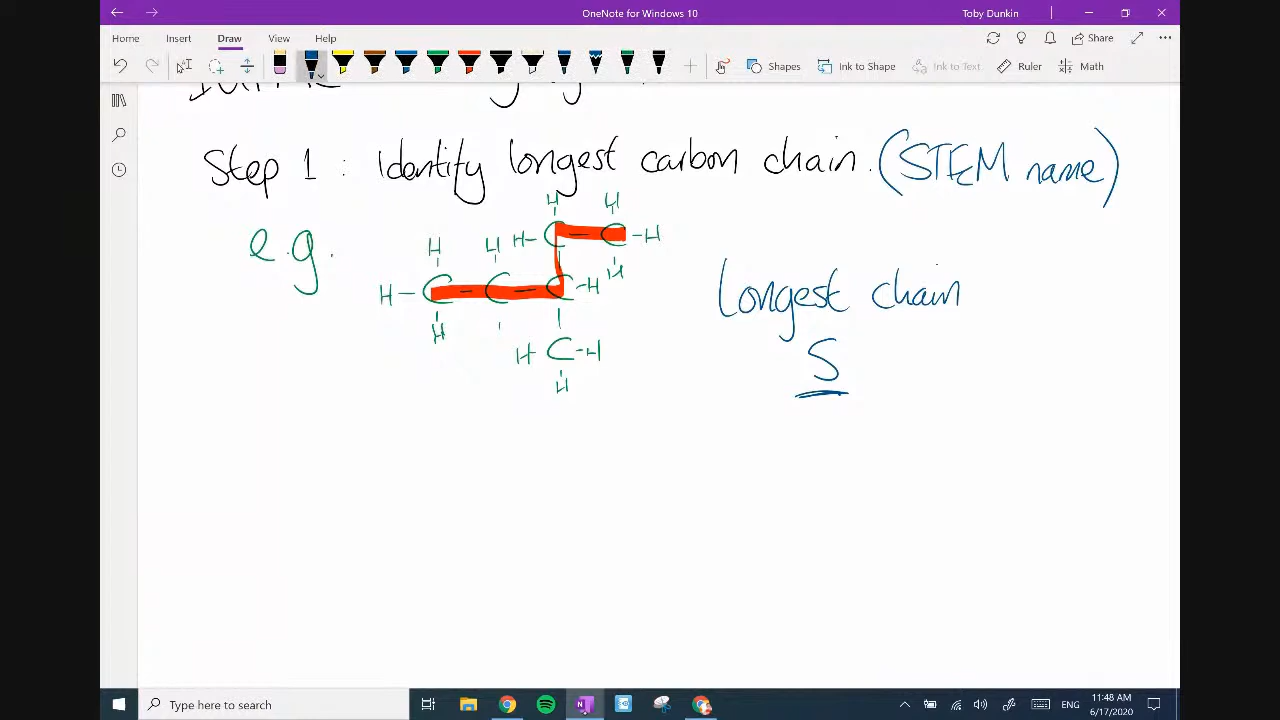 OneNote for Windows 10
Toby Dunkin
Home Insert Draw View Help
Share
Shapes Ink to Shape Ink to Text Ruler Math
Step 1 : Identify longest carbon chain. (STEM name)
e.g.
H H
H - C - C - H
H H H
H - C - C - C - H
H
H C - H
H
Longest chain
5
Type here to search
ENG
11:48 AM
6/17/2020